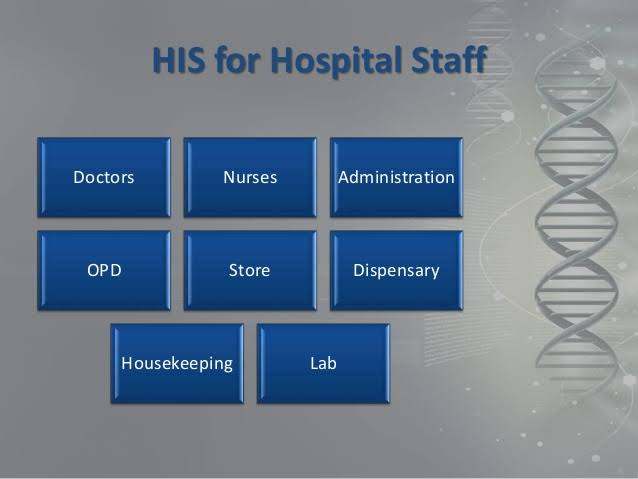 HIS for Hospital Staff
Doctors
Nurses
Administration
OPD
Store
Dispensary
Housekeeping
Lab